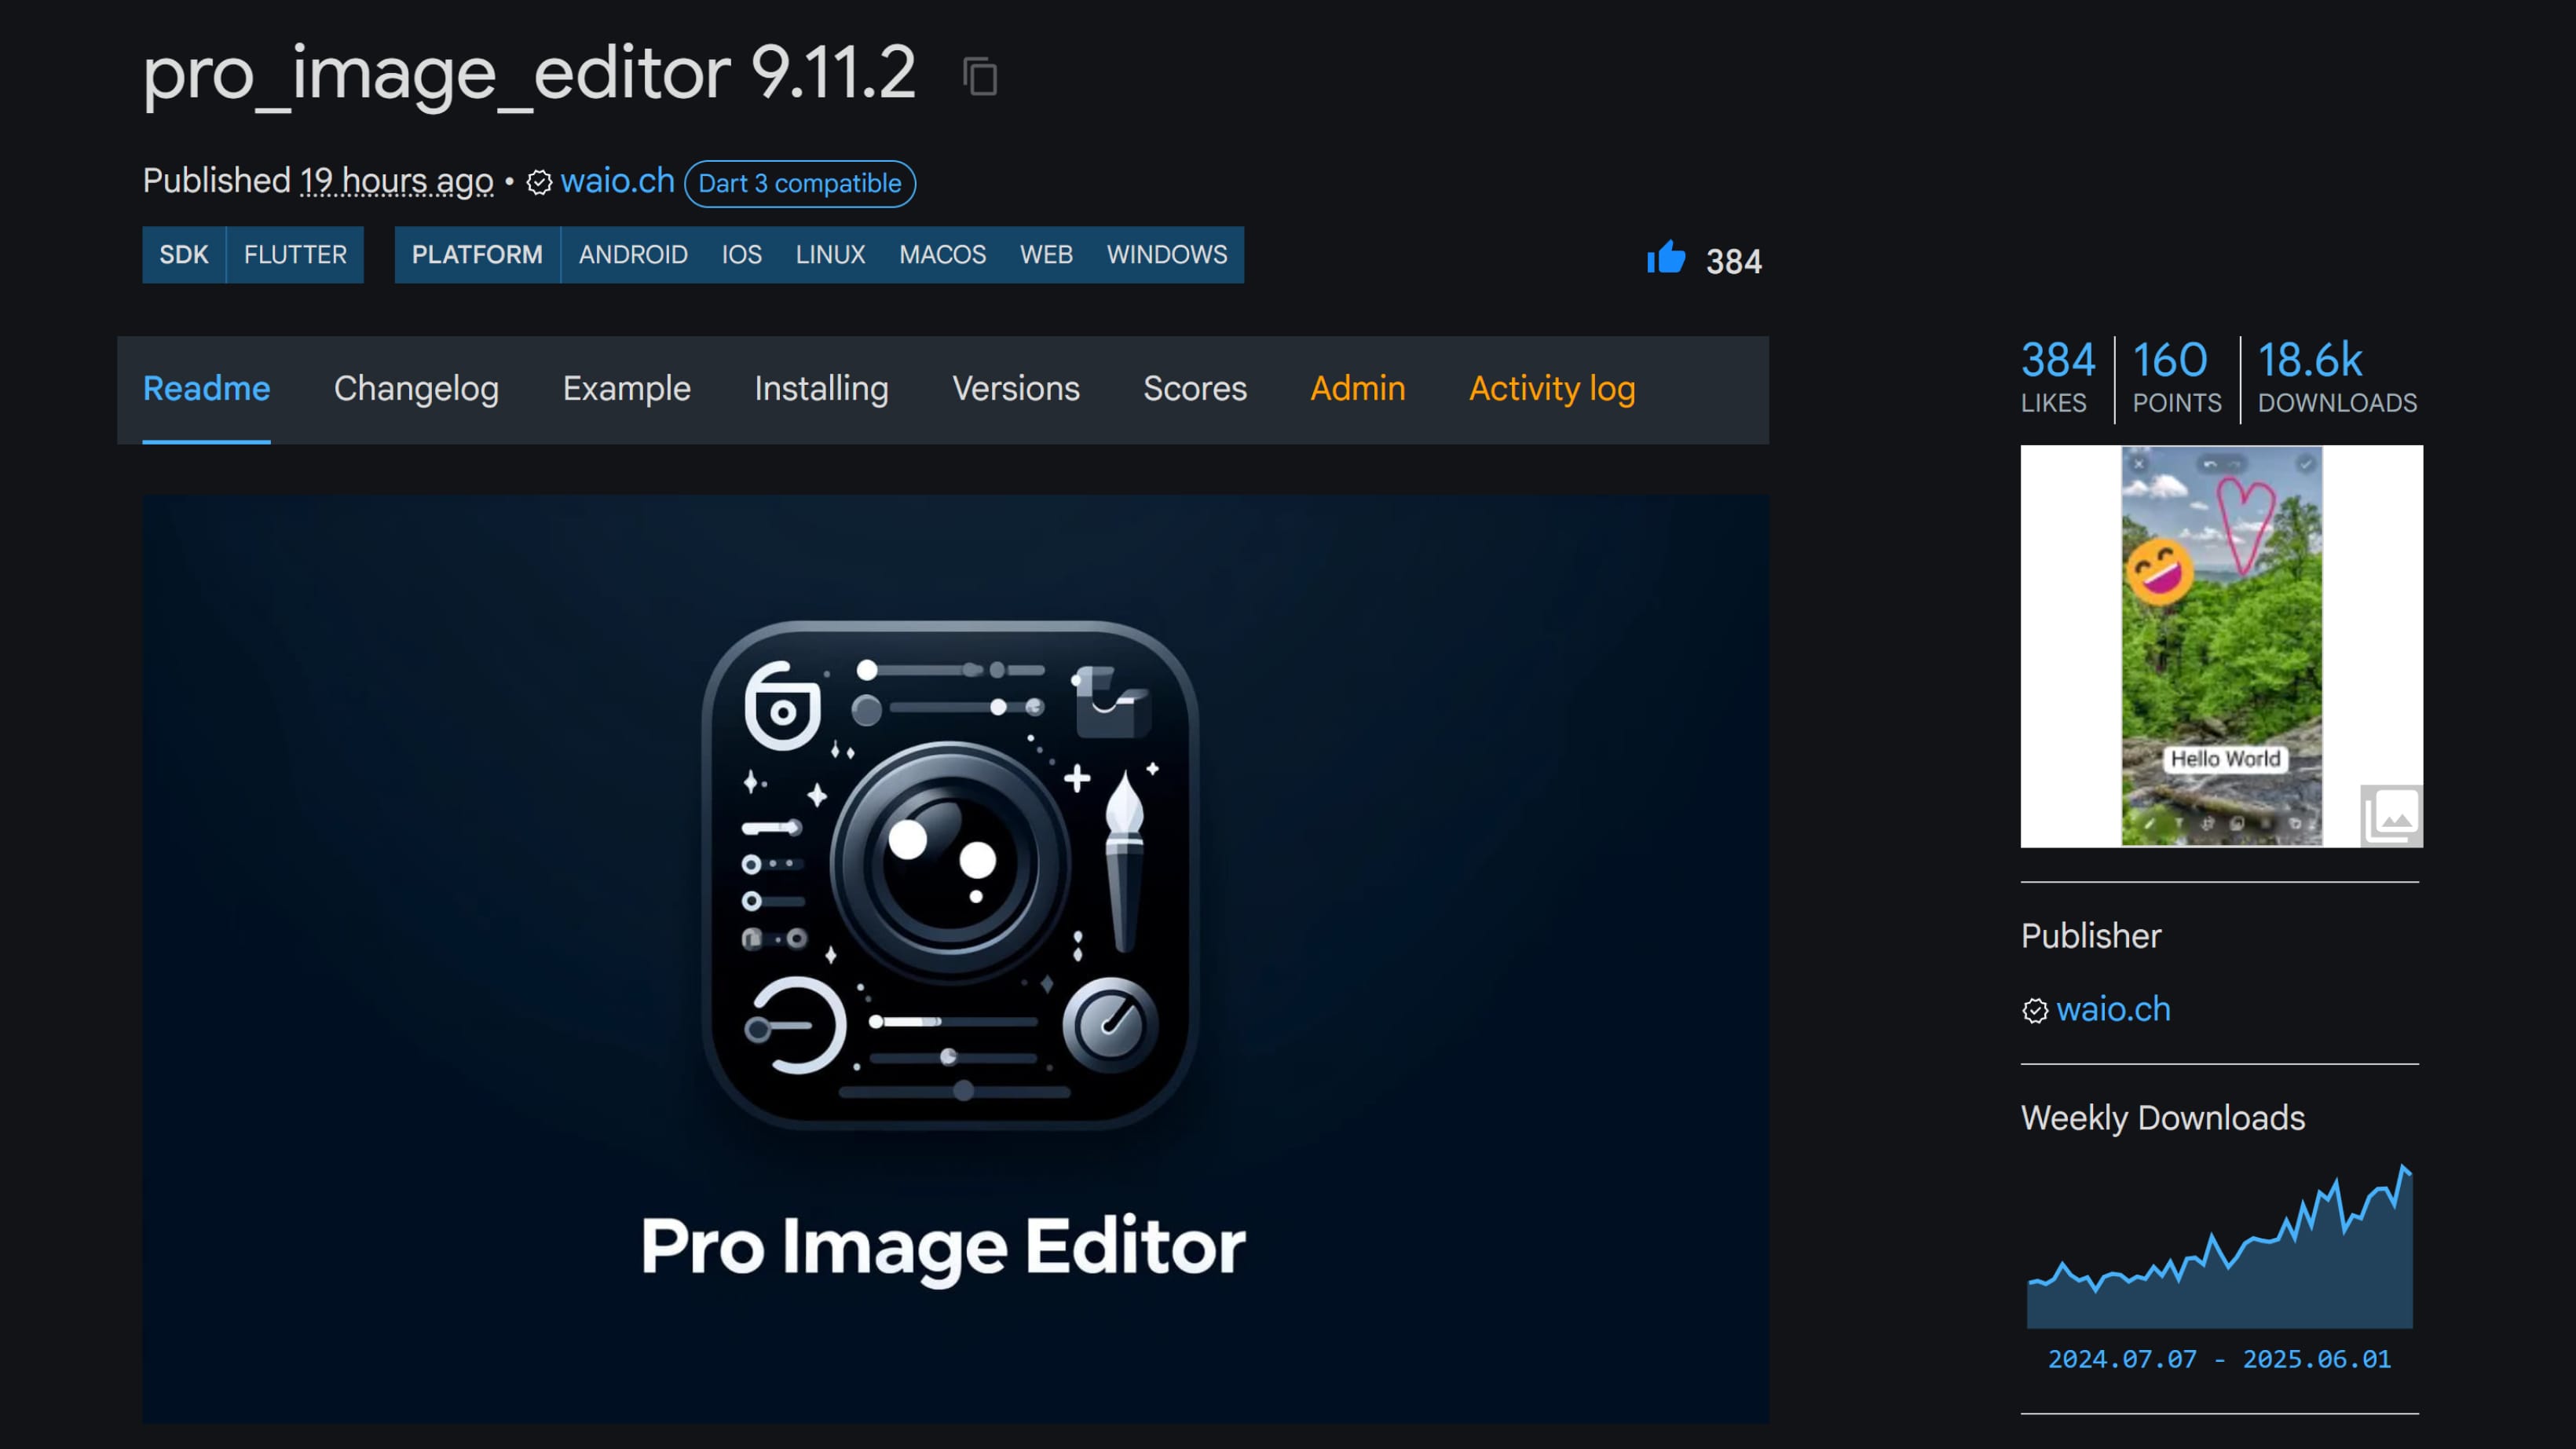 pro_image_editor 9.11.2
Published 19 hours ago • waio.ch Dart 3 compatible
SDK FLUTTER PLATFORM ANDROID IOS LINUX MACOS WEB WINDOWS
384
Readme Changelog Example Installing Versions Scores Admin Activity log
384 160 18.6k
LIKES POINTS DOWNLOADS
Hello World
Pro Image Editor
Publisher
waio.ch
Weekly Downloads
2024.07.07 - 2025.06.01